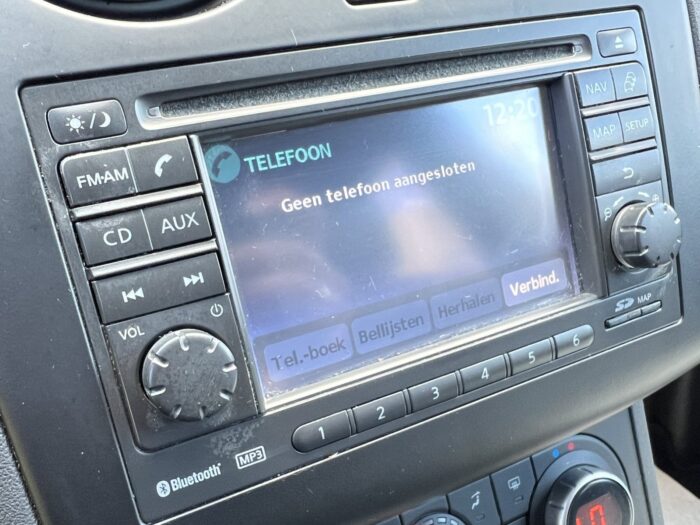 12:20
TELEFOON
Geen telefoon aangesloten
Tel.-boek Bellijsten Herhalen Verbind.
FM·AM
CD AUX
VOL
NAV
MAP SETUP
SD MAP
1 2 3 4 5 6
Bluetooth MP3